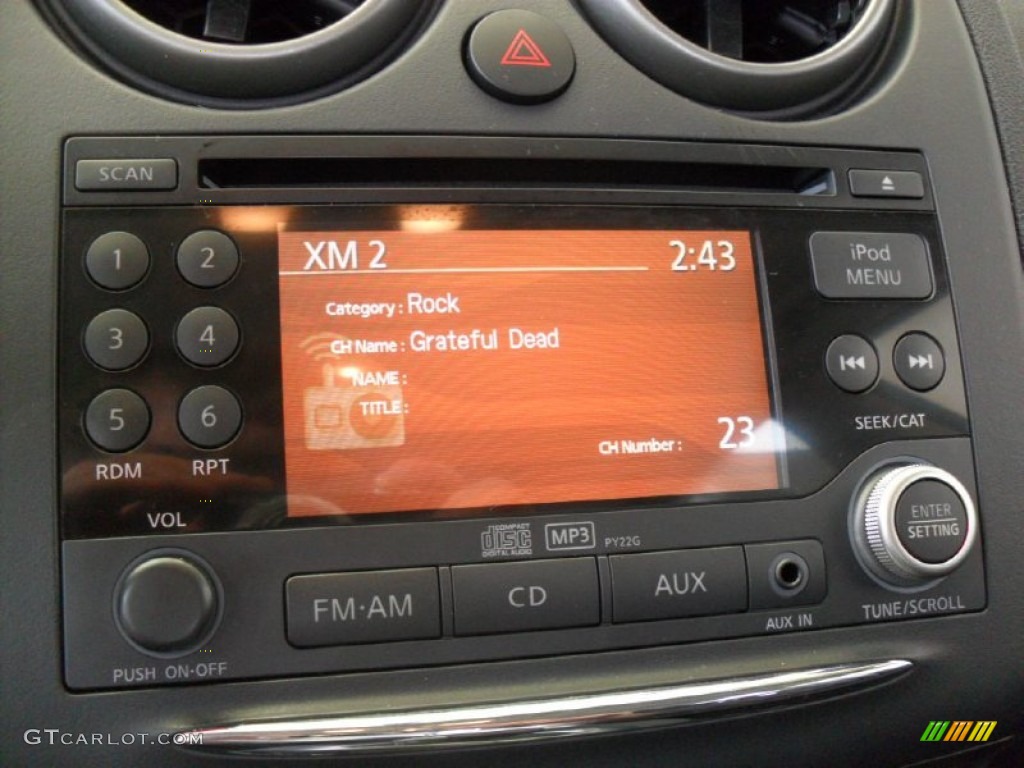 SCAN
XM 2
2:43
Category : Rock
CH Name : Grateful Dead
NAME :
TITLE :
CH Number : 23
1
2
3
4
5
6
RDM
RPT
iPod
MENU
SEEK/CAT
VOL
PUSH ON·OFF
COMPACT
disc
DIGITAL AUDIO
MP3
PY22G
FM·AM
CD
AUX
AUX IN
ENTER
SETTING
TUNE/SCROLL
GTCARLOT.COM